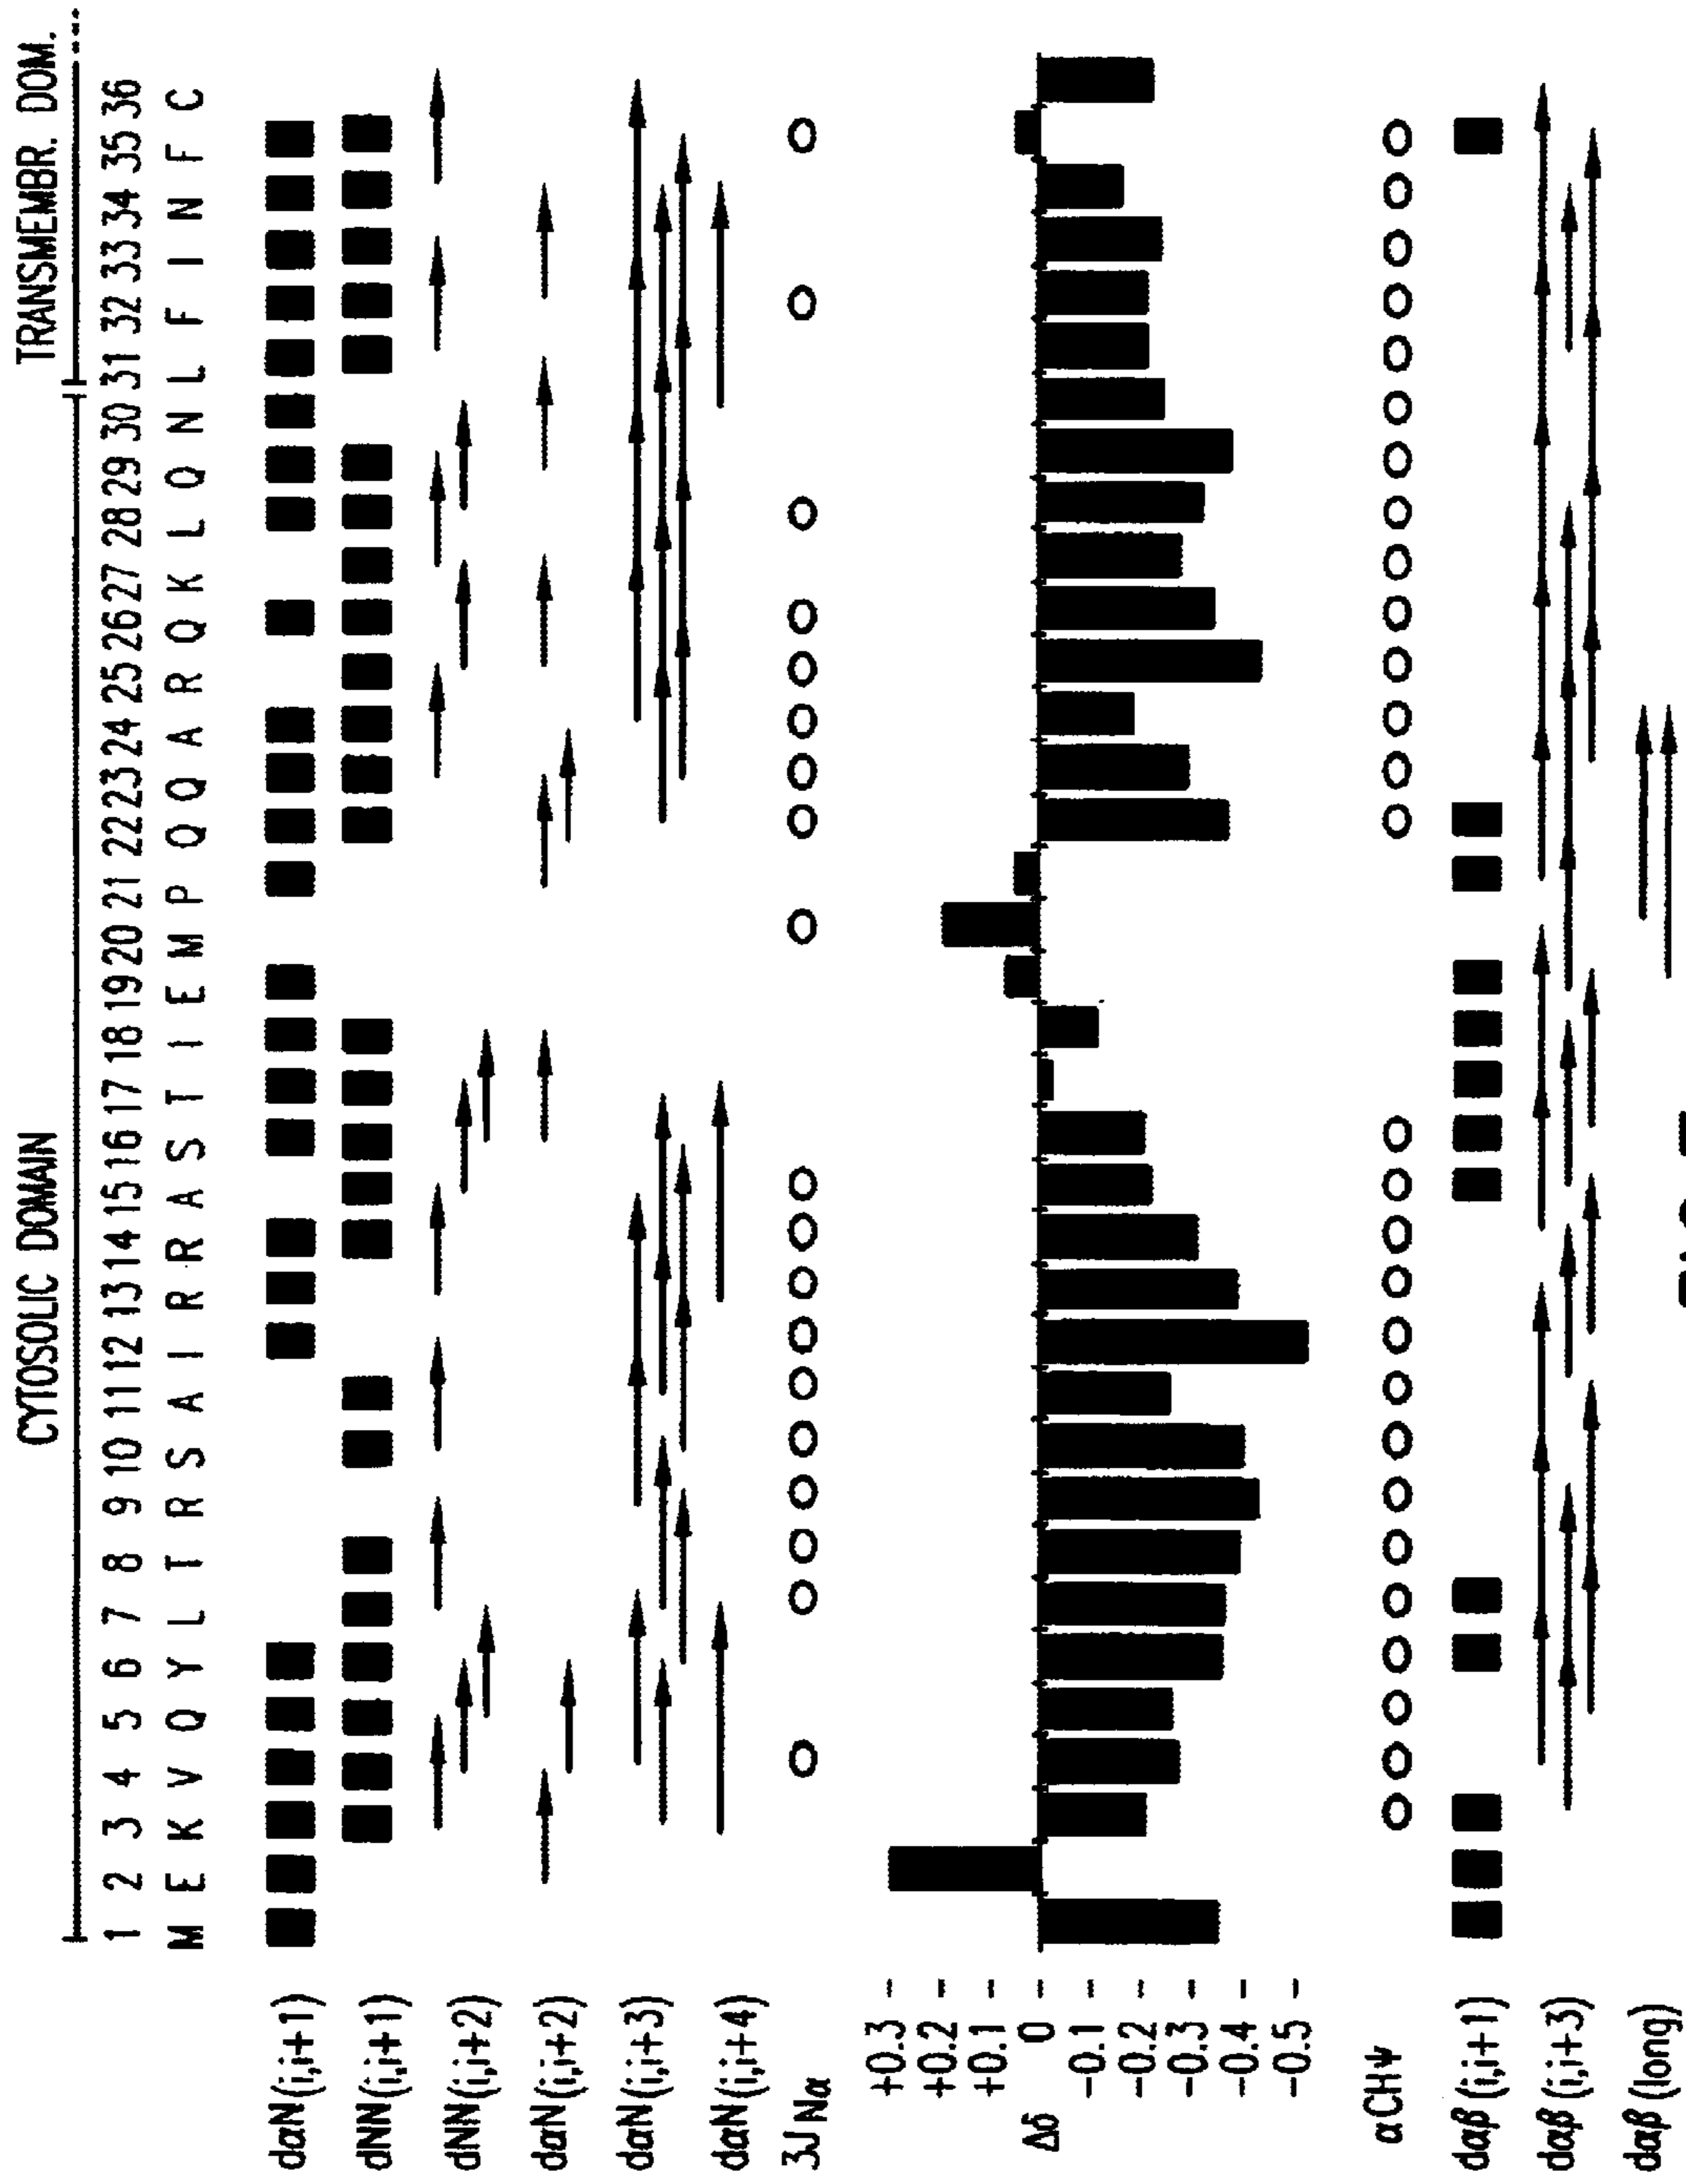 CYTOSOLIC DOMAIN TRANSMEMBR. DOM.
1 2 3 4 5 6 7 8 9 10 11 12 13 14 15 16 17 18 19 20 21 22 23 24 25 26 27 28 29 30 31 32 33 34 35 36
M E K V Q Y L T R S A I R R A S T I E M P Q Q A R Q K L Q N L F I N F C
dαN(i,i+1)
dNN(i,i+1)
dNN(i,i+2)
dαN(i,i+2)
dαN(i,i+3)
dαN(i,i+4)
3J Nα
+0.3
+0.2
+0.1
Δδ 0
-0.1
-0.2
-0.3
-0.4
-0.5
αCHΨ
dαβ(i,i+1)
dαβ(i,i+3)
dαβ(long)